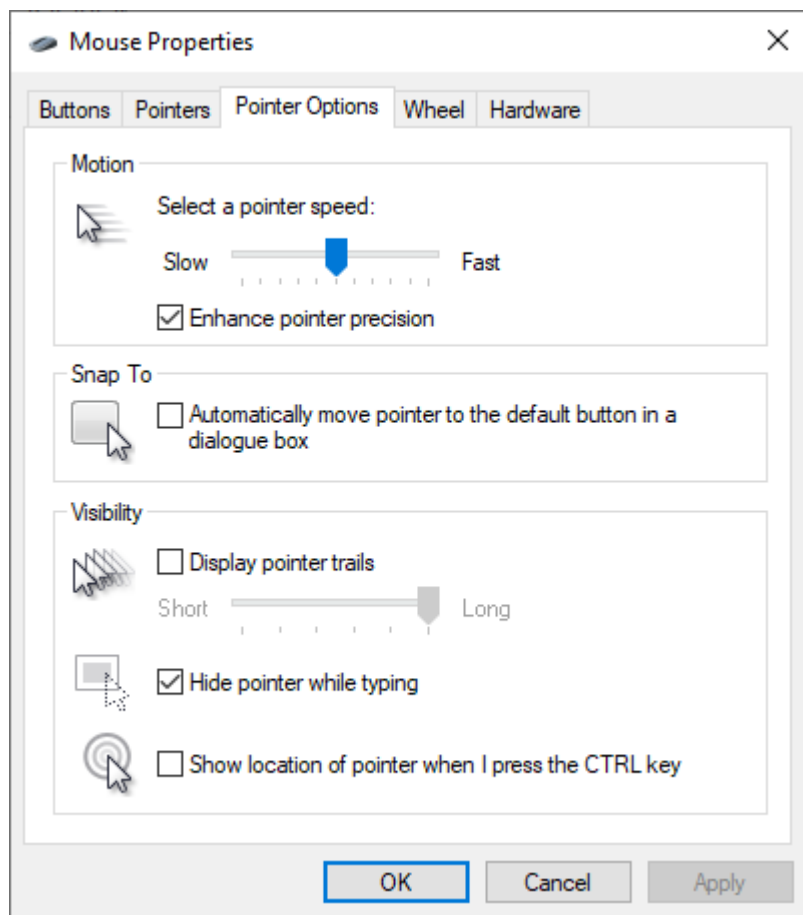 Mouse Properties
Buttons Pointers Pointer Options Wheel Hardware
Motion
Select a pointer speed:
Slow Fast
Enhance pointer precision
Snap To
Automatically move pointer to the default button in a
dialogue box
Visibility
Display pointer trails
Short Long
Hide pointer while typing
Show location of pointer when I press the CTRL key
OK Cancel Apply